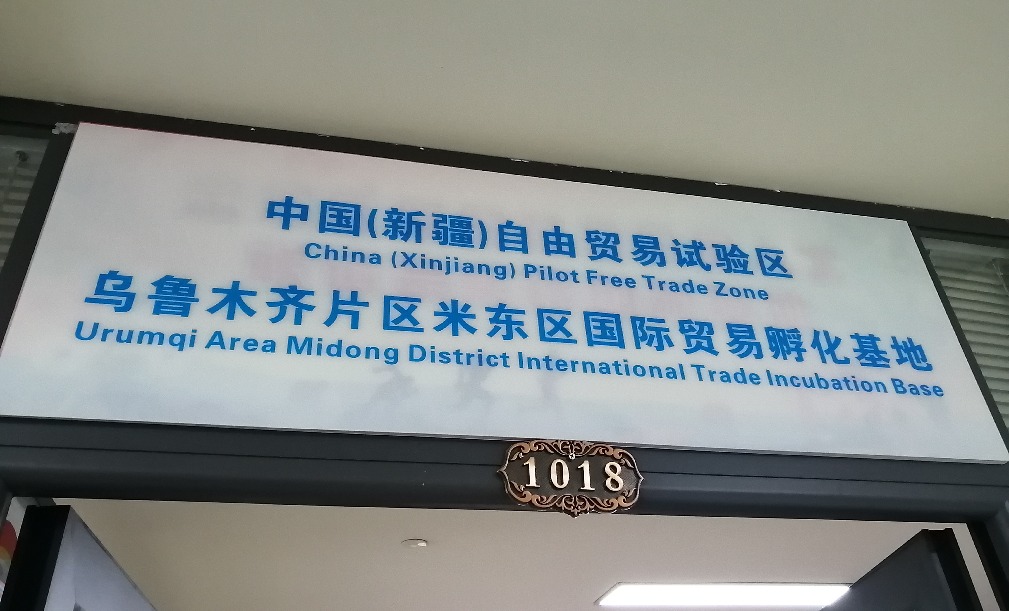 中国(新疆)自由贸易试验区
China (Xinjiang) Pilot Free Trade Zone
乌鲁木齐片区米东区国际贸易孵化基地
Urumqi Area Midong District International Trade Incubation Base
1018